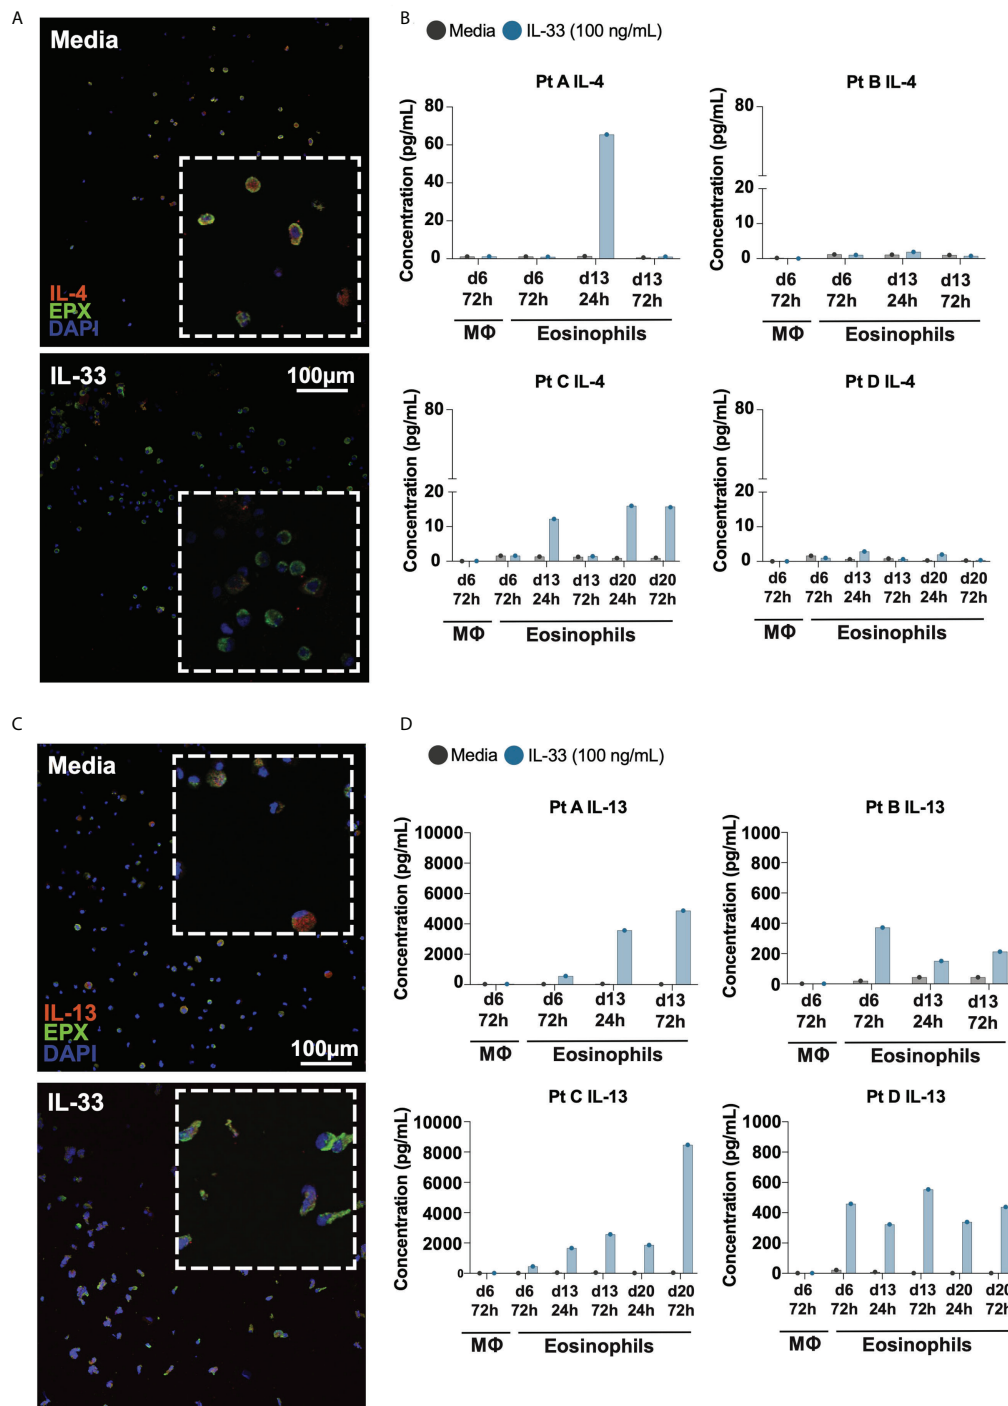 A
Media
IL-4
EPX
DAPI
IL-33
100µm
B
Media IL-33 (100 ng/mL)
Pt A IL-4
Concentration (pg/mL)
80
60
40
20
0
d6 d6 d13 d13
72h 72h 24h 72h
MΦ Eosinophils
Pt B IL-4
Concentration (pg/mL)
80
20
10
0
d6 d6 d13 d13
72h 72h 24h 72h
MΦ Eosinophils
Pt C IL-4
Concentration (pg/mL)
80
20
10
0
d6 d6 d13 d13 d20 d20
72h 72h 24h 72h 24h 72h
MΦ Eosinophils
Pt D IL-4
Concentration (pg/mL)
80
20
10
0
d6 d6 d13 d13 d20 d20
72h 72h 24h 72h 24h 72h
MΦ Eosinophils
C
Media
IL-13
EPX
DAPI
100µm
IL-33
D
Media IL-33 (100 ng/mL)
Pt A IL-13
Concentration (pg/mL)
10000
8000
6000
4000
2000
0
d6 d6 d13 d13
72h 72h 24h 72h
MΦ Eosinophils
Pt B IL-13
Concentration (pg/mL)
1000
800
600
400
200
0
d6 d6 d13 d13
72h 72h 24h 72h
MΦ Eosinophils
Pt C IL-13
Concentration (pg/mL)
10000
8000
6000
4000
2000
0
d6 d6 d13 d13 d20 d20
72h 72h 24h 72h 24h 72h
MΦ Eosinophils
Pt D IL-13
Concentration (pg/mL)
1000
800
600
400
200
0
d6 d6 d13 d13 d20 d20
72h 72h 24h 72h 24h 72h
MΦ Eosinophils